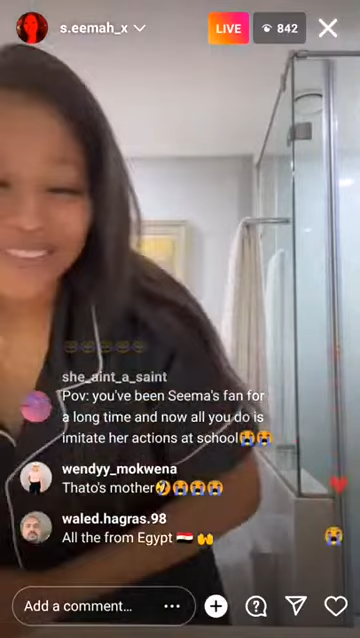 s.eemah_x
LIVE
842
she_aint_a_saint
Pov: you've been Seema's fan for
a long time and now all you do is
imitate her actions at school😭😭
wendyy_mokwena
Thato's mother🤣😭😭😭
waled.hagras.98
All the from Egypt 🇪🇬 🙌
Add a comment...